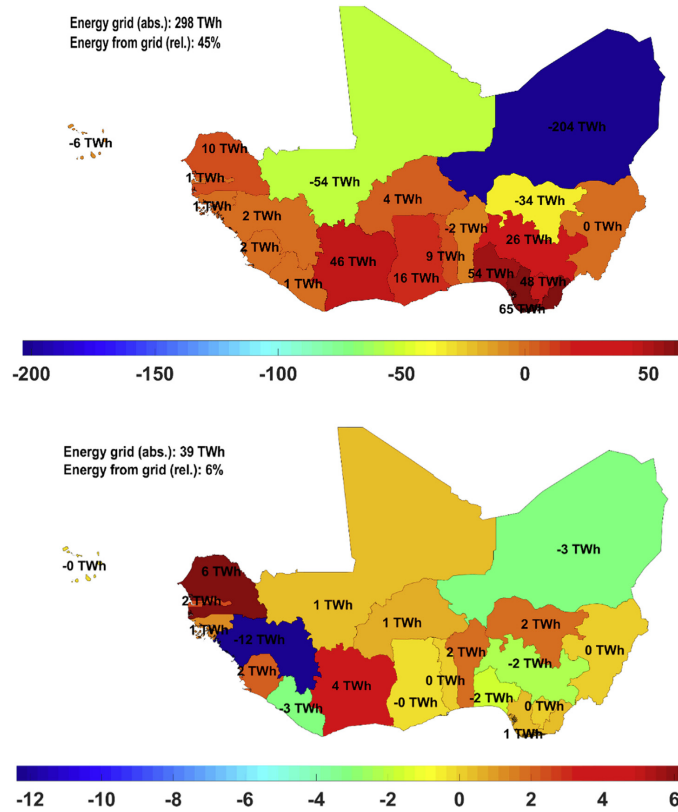 Energy grid (abs.): 298 TWh
Energy from grid (rel.): 45%
-204 TWh
-6 TWh
10 TWh
1 TWh
-54 TWh
4 TWh
-34 TWh
1 TWh
2 TWh
-2 TWh
0 TWh
26 TWh
2 TWh
46 TWh
9 TWh
16 TWh
54 TWh
1 TWh
48 TWh
65 TWh
-200 -150 -100 -50 0 50
Energy grid (abs.): 39 TWh
Energy from grid (rel.): 6%
-3 TWh
-0 TWh
6 TWh
2 TWh
1 TWh
1 TWh
2 TWh
1 TWh
-12 TWh
2 TWh
0 TWh
-2 TWh
2 TWh
0 TWh
4 TWh
-0 TWh
-2 TWh
0 TWh
-3 TWh
1 TWh
-12 -10 -8 -6 -4 -2 0 2 4 6